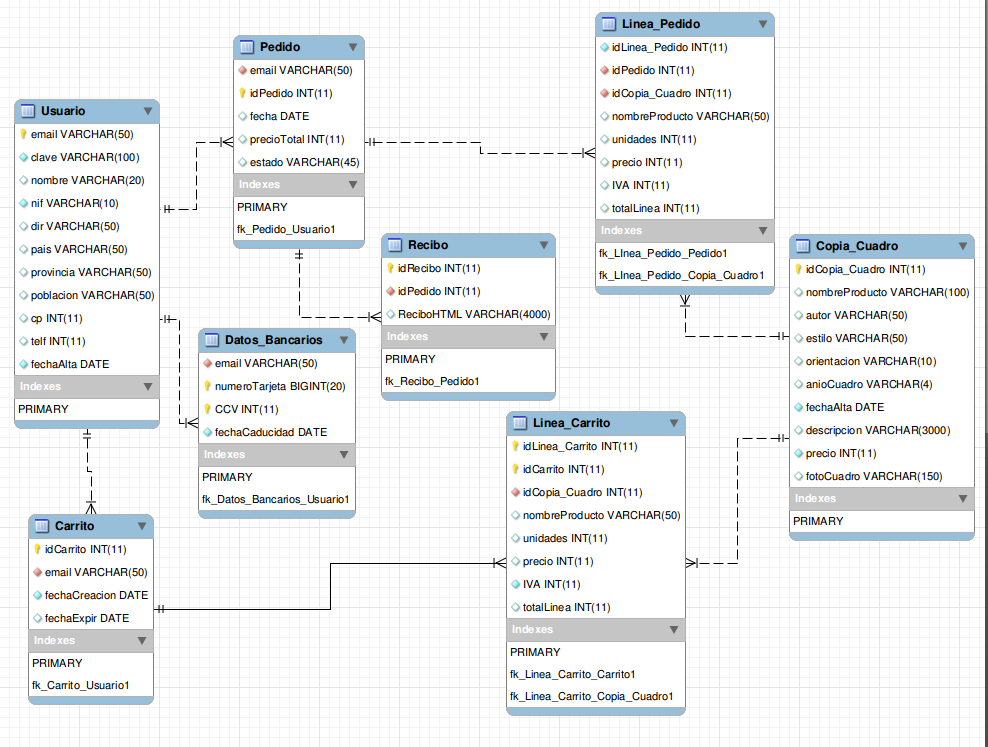 Usuario
email VARCHAR(50)
clave VARCHAR(100)
nombre VARCHAR(20)
nif VARCHAR(10)
dir VARCHAR(50)
pais VARCHAR(50)
provincia VARCHAR(50)
poblacion VARCHAR(50)
cp INT(11)
telf INT(11)
fechaAlta DATE
Indexes
PRIMARY
Pedido
email VARCHAR(50)
idPedido INT(11)
fecha DATE
precioTotal INT(11)
estado VARCHAR(45)
Indexes
PRIMARY
fk_Pedido_Usuario1
Linea_Pedido
idLinea_Pedido INT(11)
idPedido INT(11)
idCopia_Cuadro INT(11)
nombreProducto VARCHAR(50)
unidades INT(11)
precio INT(11)
IVA INT(11)
totalLinea INT(11)
Indexes
fk_LInea_Pedido_Pedido1
fk_LInea_Pedido_Copia_Cuadro1
Recibo
idRecibo INT(11)
idPedido INT(11)
ReciboHTML VARCHAR(4000)
Indexes
PRIMARY
fk_Recibo_Pedido1
Copia_Cuadro
idCopia_Cuadro INT(11)
nombreProducto VARCHAR(100)
autor VARCHAR(50)
estilo VARCHAR(50)
orientacion VARCHAR(10)
anioCuadro VARCHAR(4)
fechaAlta DATE
descripcion VARCHAR(3000)
precio INT(11)
fotoCuadro VARCHAR(150)
Indexes
PRIMARY
Datos_Bancarios
email VARCHAR(50)
numeroTarjeta BIGINT(20)
CCV INT(11)
fechaCaducidad DATE
Indexes
PRIMARY
fk_Datos_Bancarios_Usuario1
Linea_Carrito
idLinea_Carrito INT(11)
idCarrito INT(11)
idCopia_Cuadro INT(11)
nombreProducto VARCHAR(50)
unidades INT(11)
precio INT(11)
IVA INT(11)
totalLinea INT(11)
Indexes
PRIMARY
fk_Linea_Carrito_Carrito1
fk_Linea_Carrito_Copia_Cuadro1
Carrito
idCarrito INT(11)
email VARCHAR(50)
fechaCreacion DATE
fechaExpir DATE
Indexes
PRIMARY
fk_Carrito_Usuario1